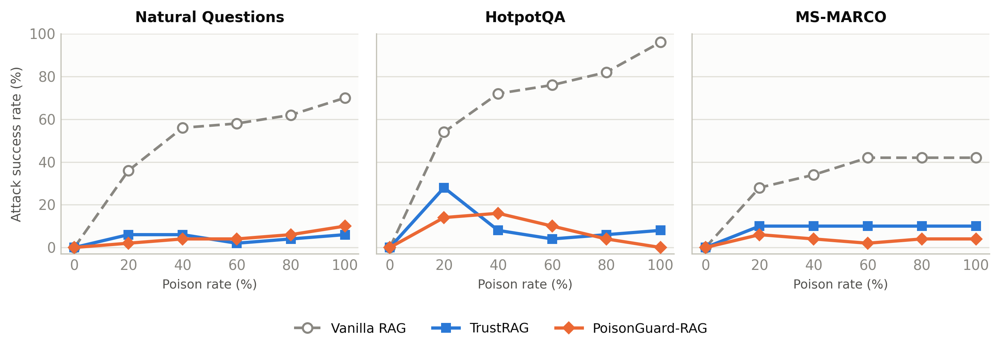 Natural Questions
HotpotQA
MS-MARCO
Attack success rate (%)
100
80
60
40
20
0
0 20 40 60 80 100
0 20 40 60 80 100
0 20 40 60 80 100
Poison rate (%)
Poison rate (%)
Poison rate (%)
Vanilla RAG
TrustRAG
PoisonGuard-RAG